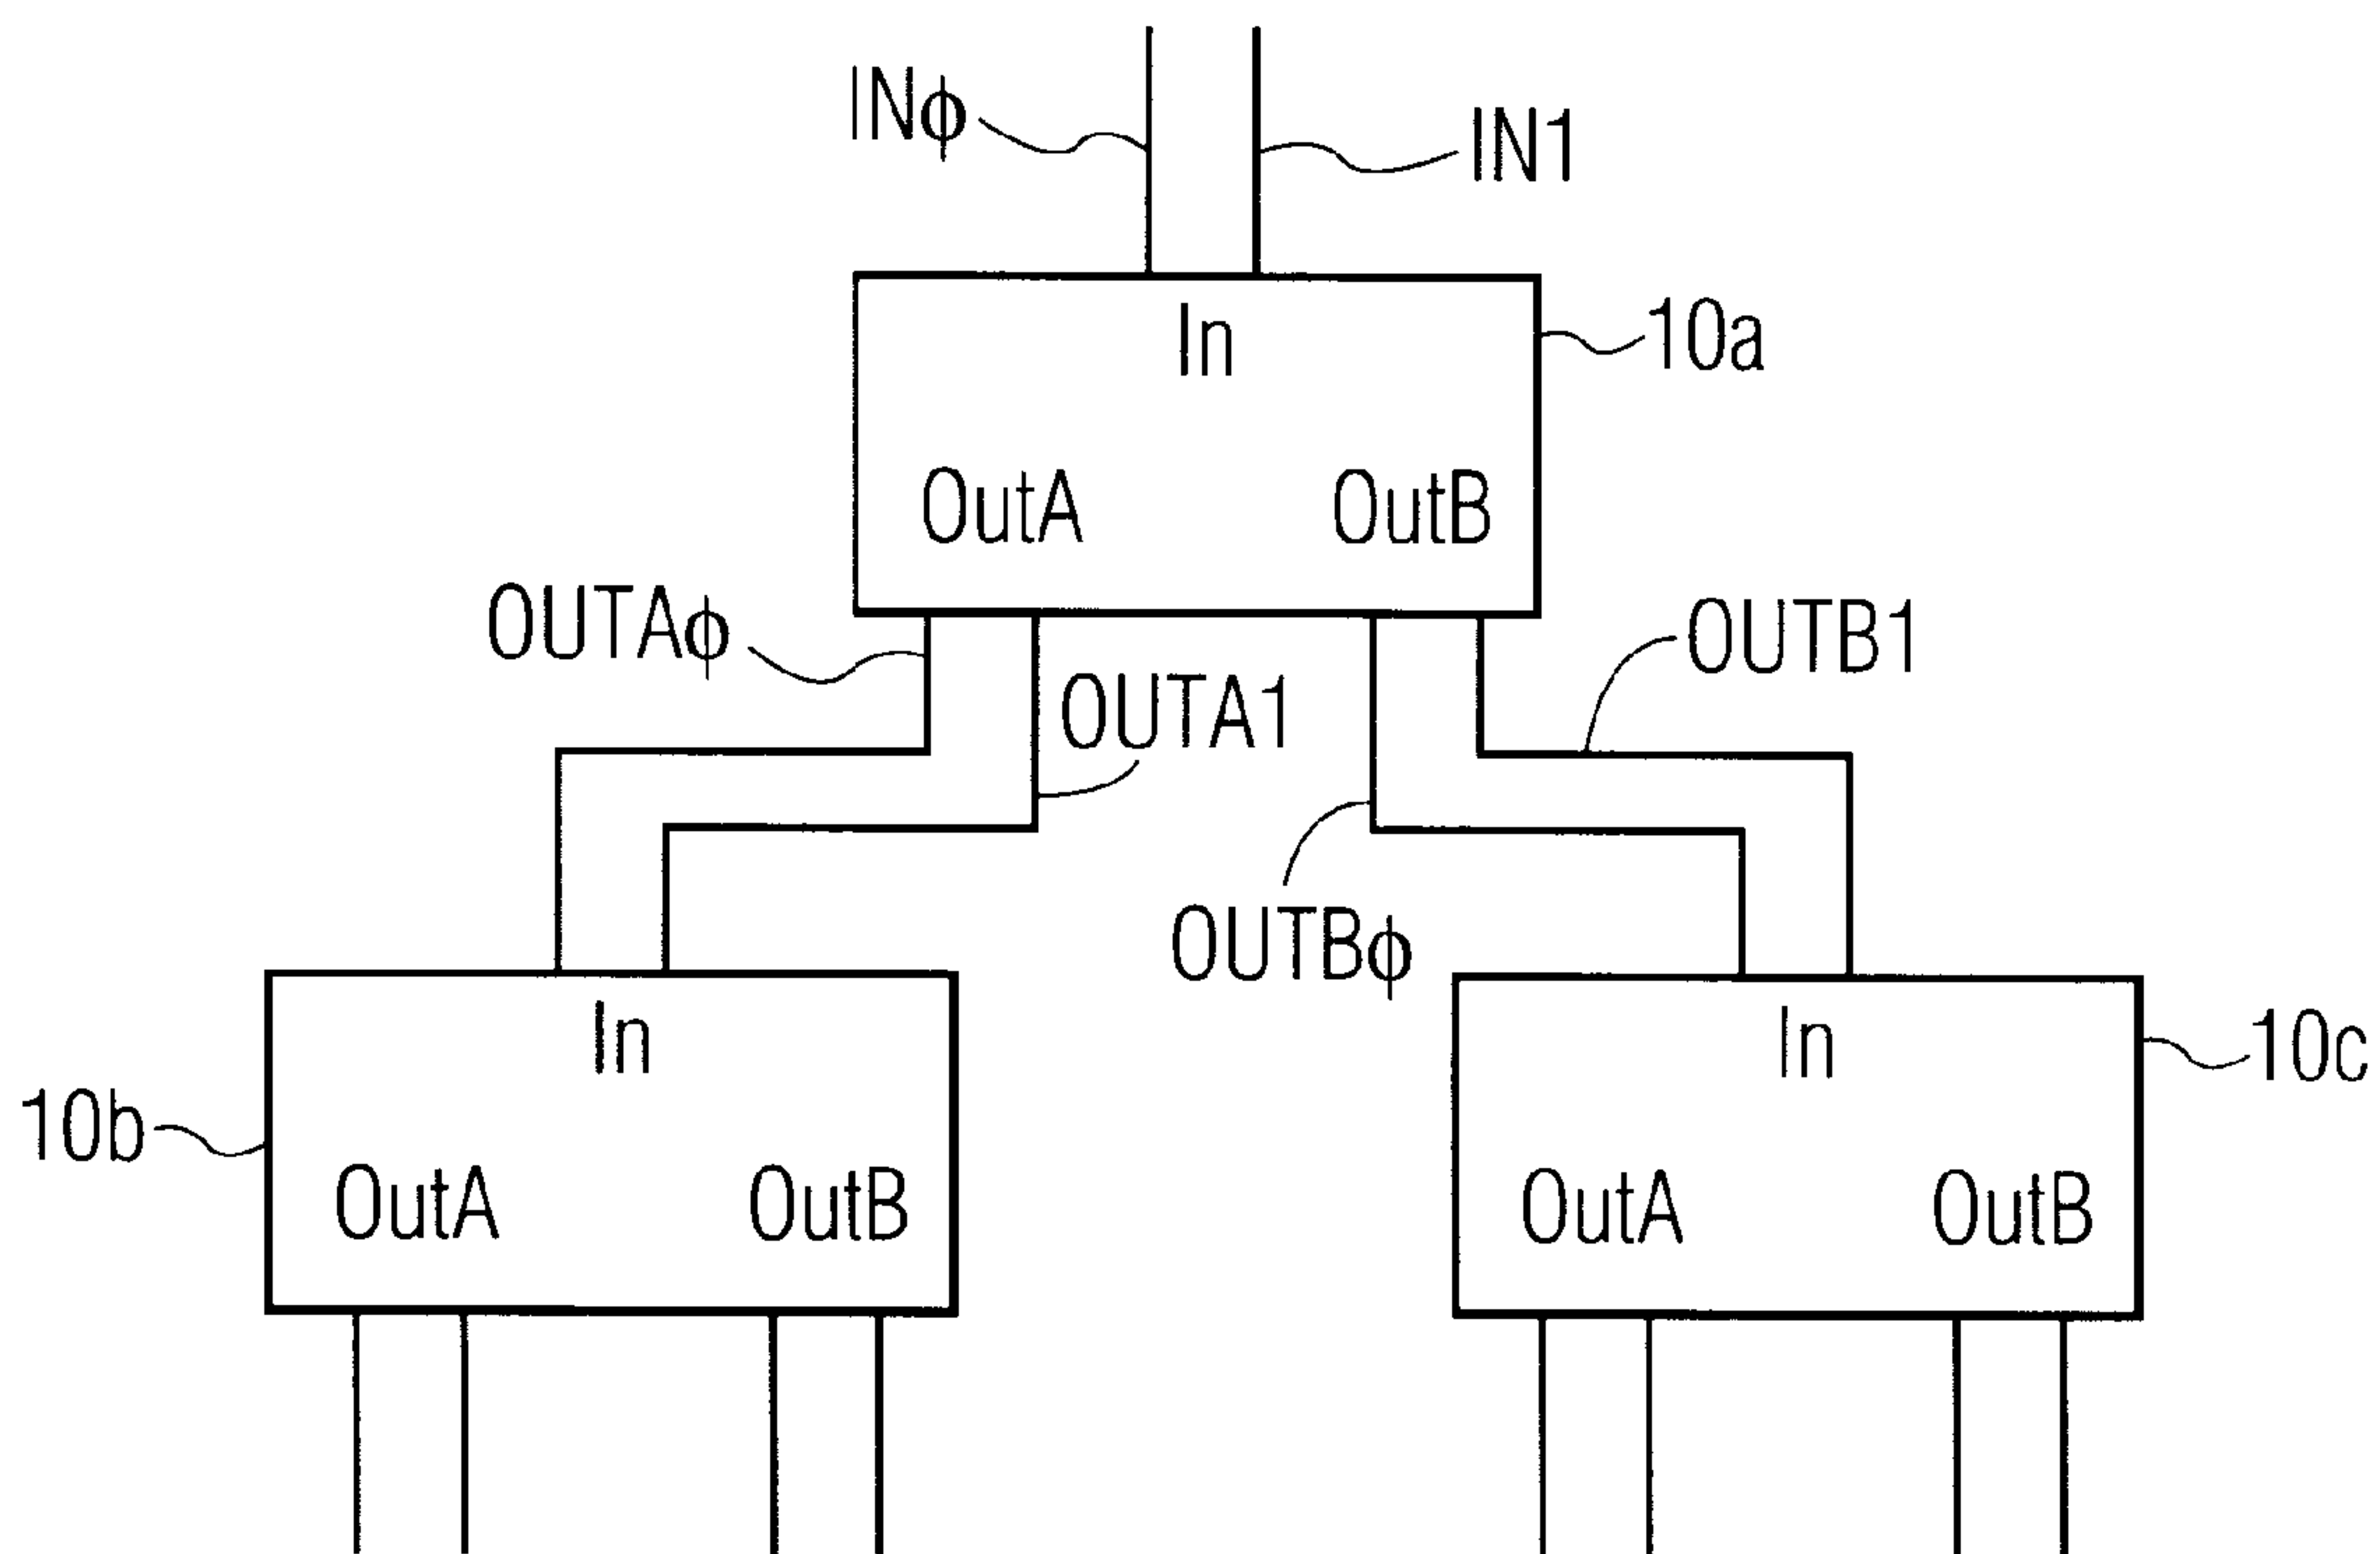 INϕ
IN1
In
10a
OutA OutB
OUTAϕ
OUTB1
OUTA1
OUTBϕ
In
In
10c
10b
OutA OutB
OutA OutB